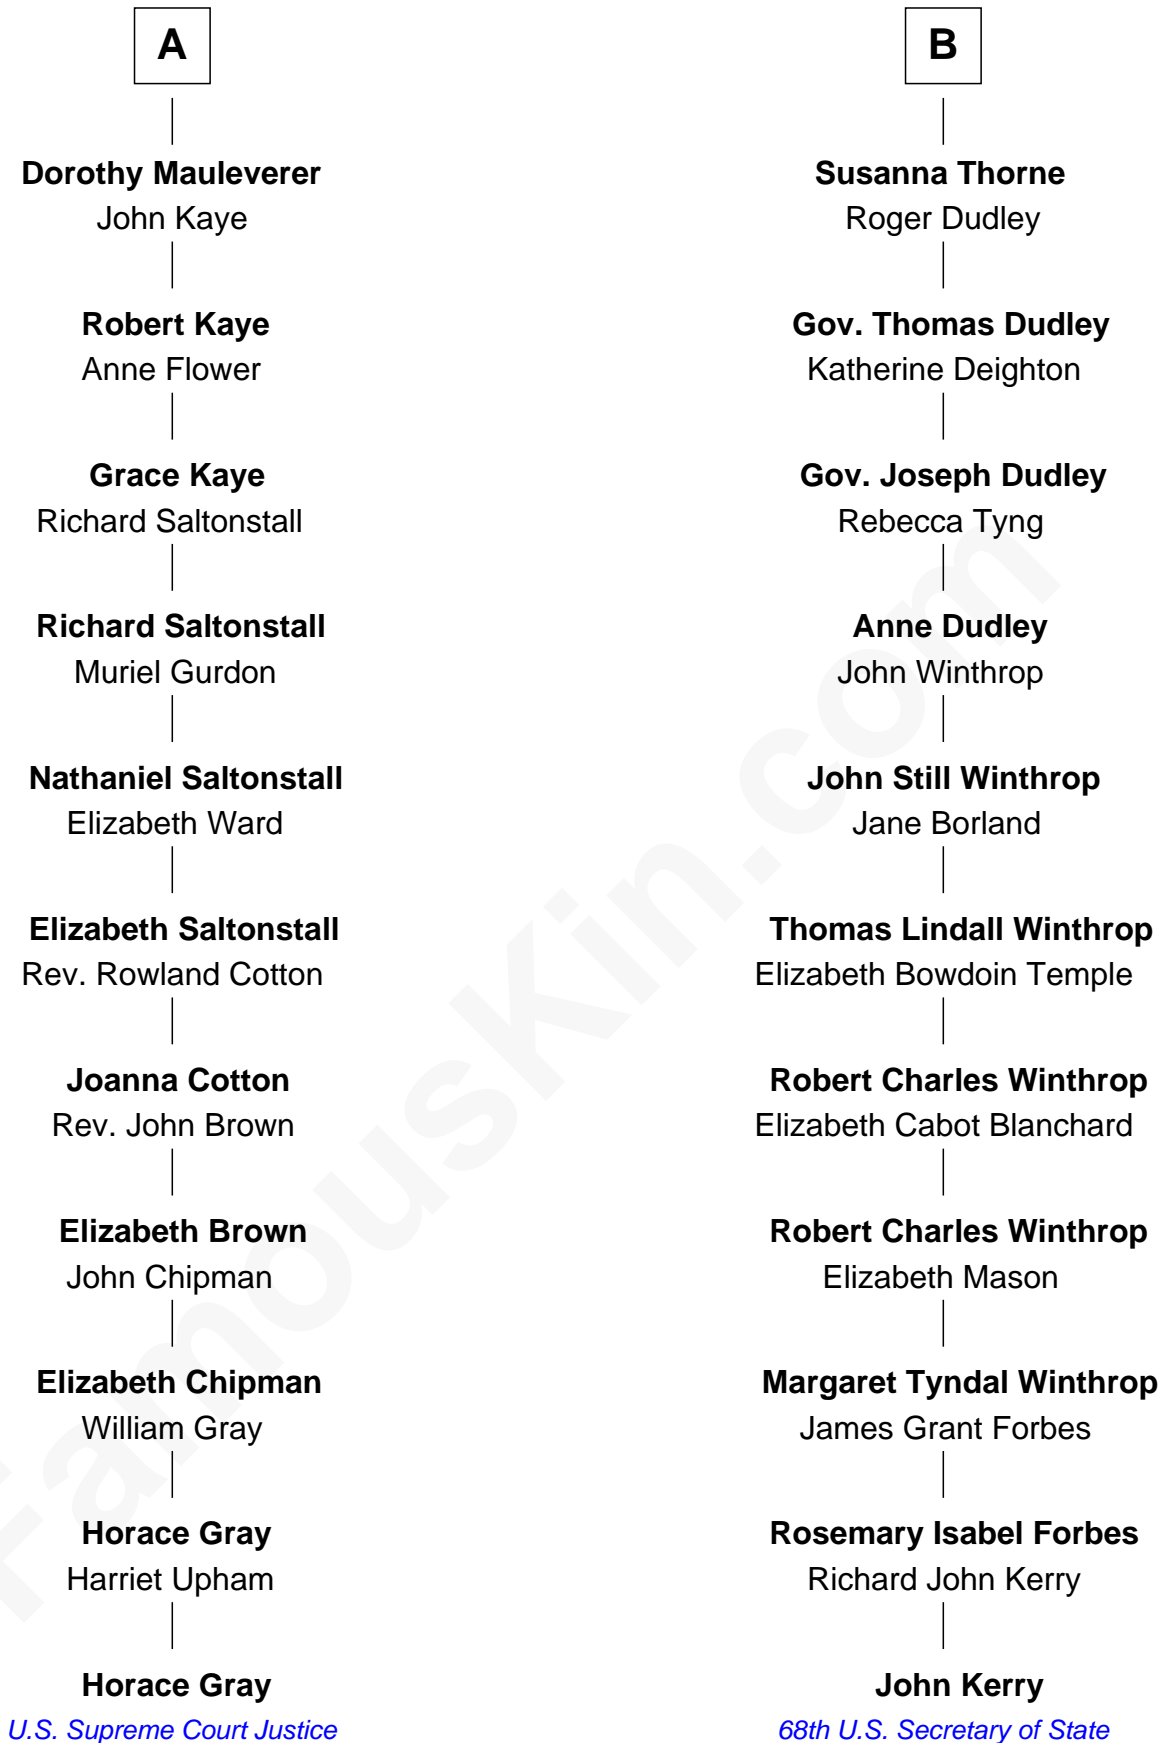 A
Dorothy Mauleverer
John Kaye
Robert Kaye
Anne Flower
Grace Kaye
Richard Saltonstall
Richard Saltonstall
Muriel Gurdon
Nathaniel Saltonstall
Elizabeth Ward
Elizabeth Saltonstall
Rev. Rowland Cotton
Joanna Cotton
Rev. John Brown
Elizabeth Brown
John Chipman
Elizabeth Chipman
William Gray
Horace Gray
Harriet Upham
Horace Gray
U.S. Supreme Court Justice
B
Susanna Thorne
Roger Dudley
Gov. Thomas Dudley
Katherine Deighton
Gov. Joseph Dudley
Rebecca Tyng
Anne Dudley
John Winthrop
John Still Winthrop
Jane Borland
Thomas Lindall Winthrop
Elizabeth Bowdoin Temple
Robert Charles Winthrop
Elizabeth Cabot Blanchard
Robert Charles Winthrop
Elizabeth Mason
Margaret Tyndal Winthrop
James Grant Forbes
Rosemary Isabel Forbes
Richard John Kerry
John Kerry
68th U.S. Secretary of State
FamousKin.com